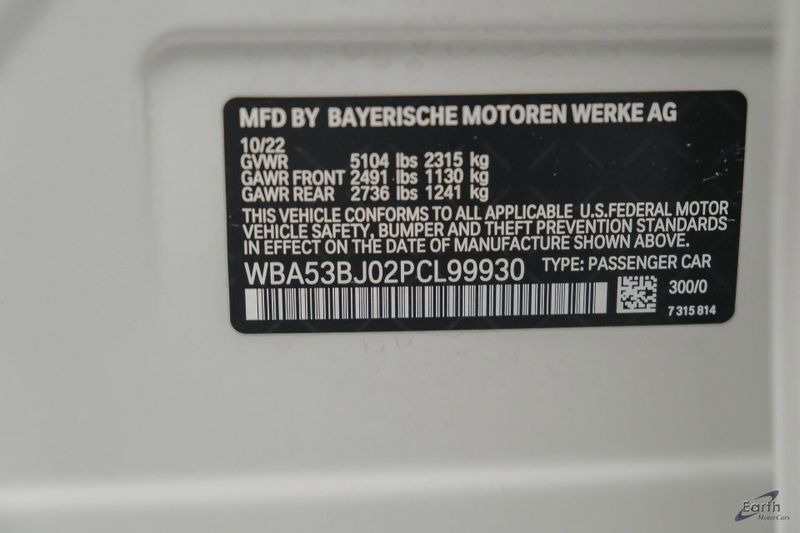 MFD BY BAYERISCHE MOTOREN WERKE AG
10/22
GVWR 5104 lbs 2315 kg
GAWR FRONT 2491 lbs 1130 kg
GAWR REAR 2736 lbs 1241 kg
THIS VEHICLE CONFORMS TO ALL APPLICABLE U.S.FEDERAL MOTOR
VEHICLE SAFETY, BUMPER AND THEFT PREVENTION STANDARDS
IN EFFECT ON THE DATE OF MANUFACTURE SHOWN ABOVE.
WBA53BJ02PCL99930 TYPE: PASSENGER CAR
300/0
7 315 814
Earth
MotorCars